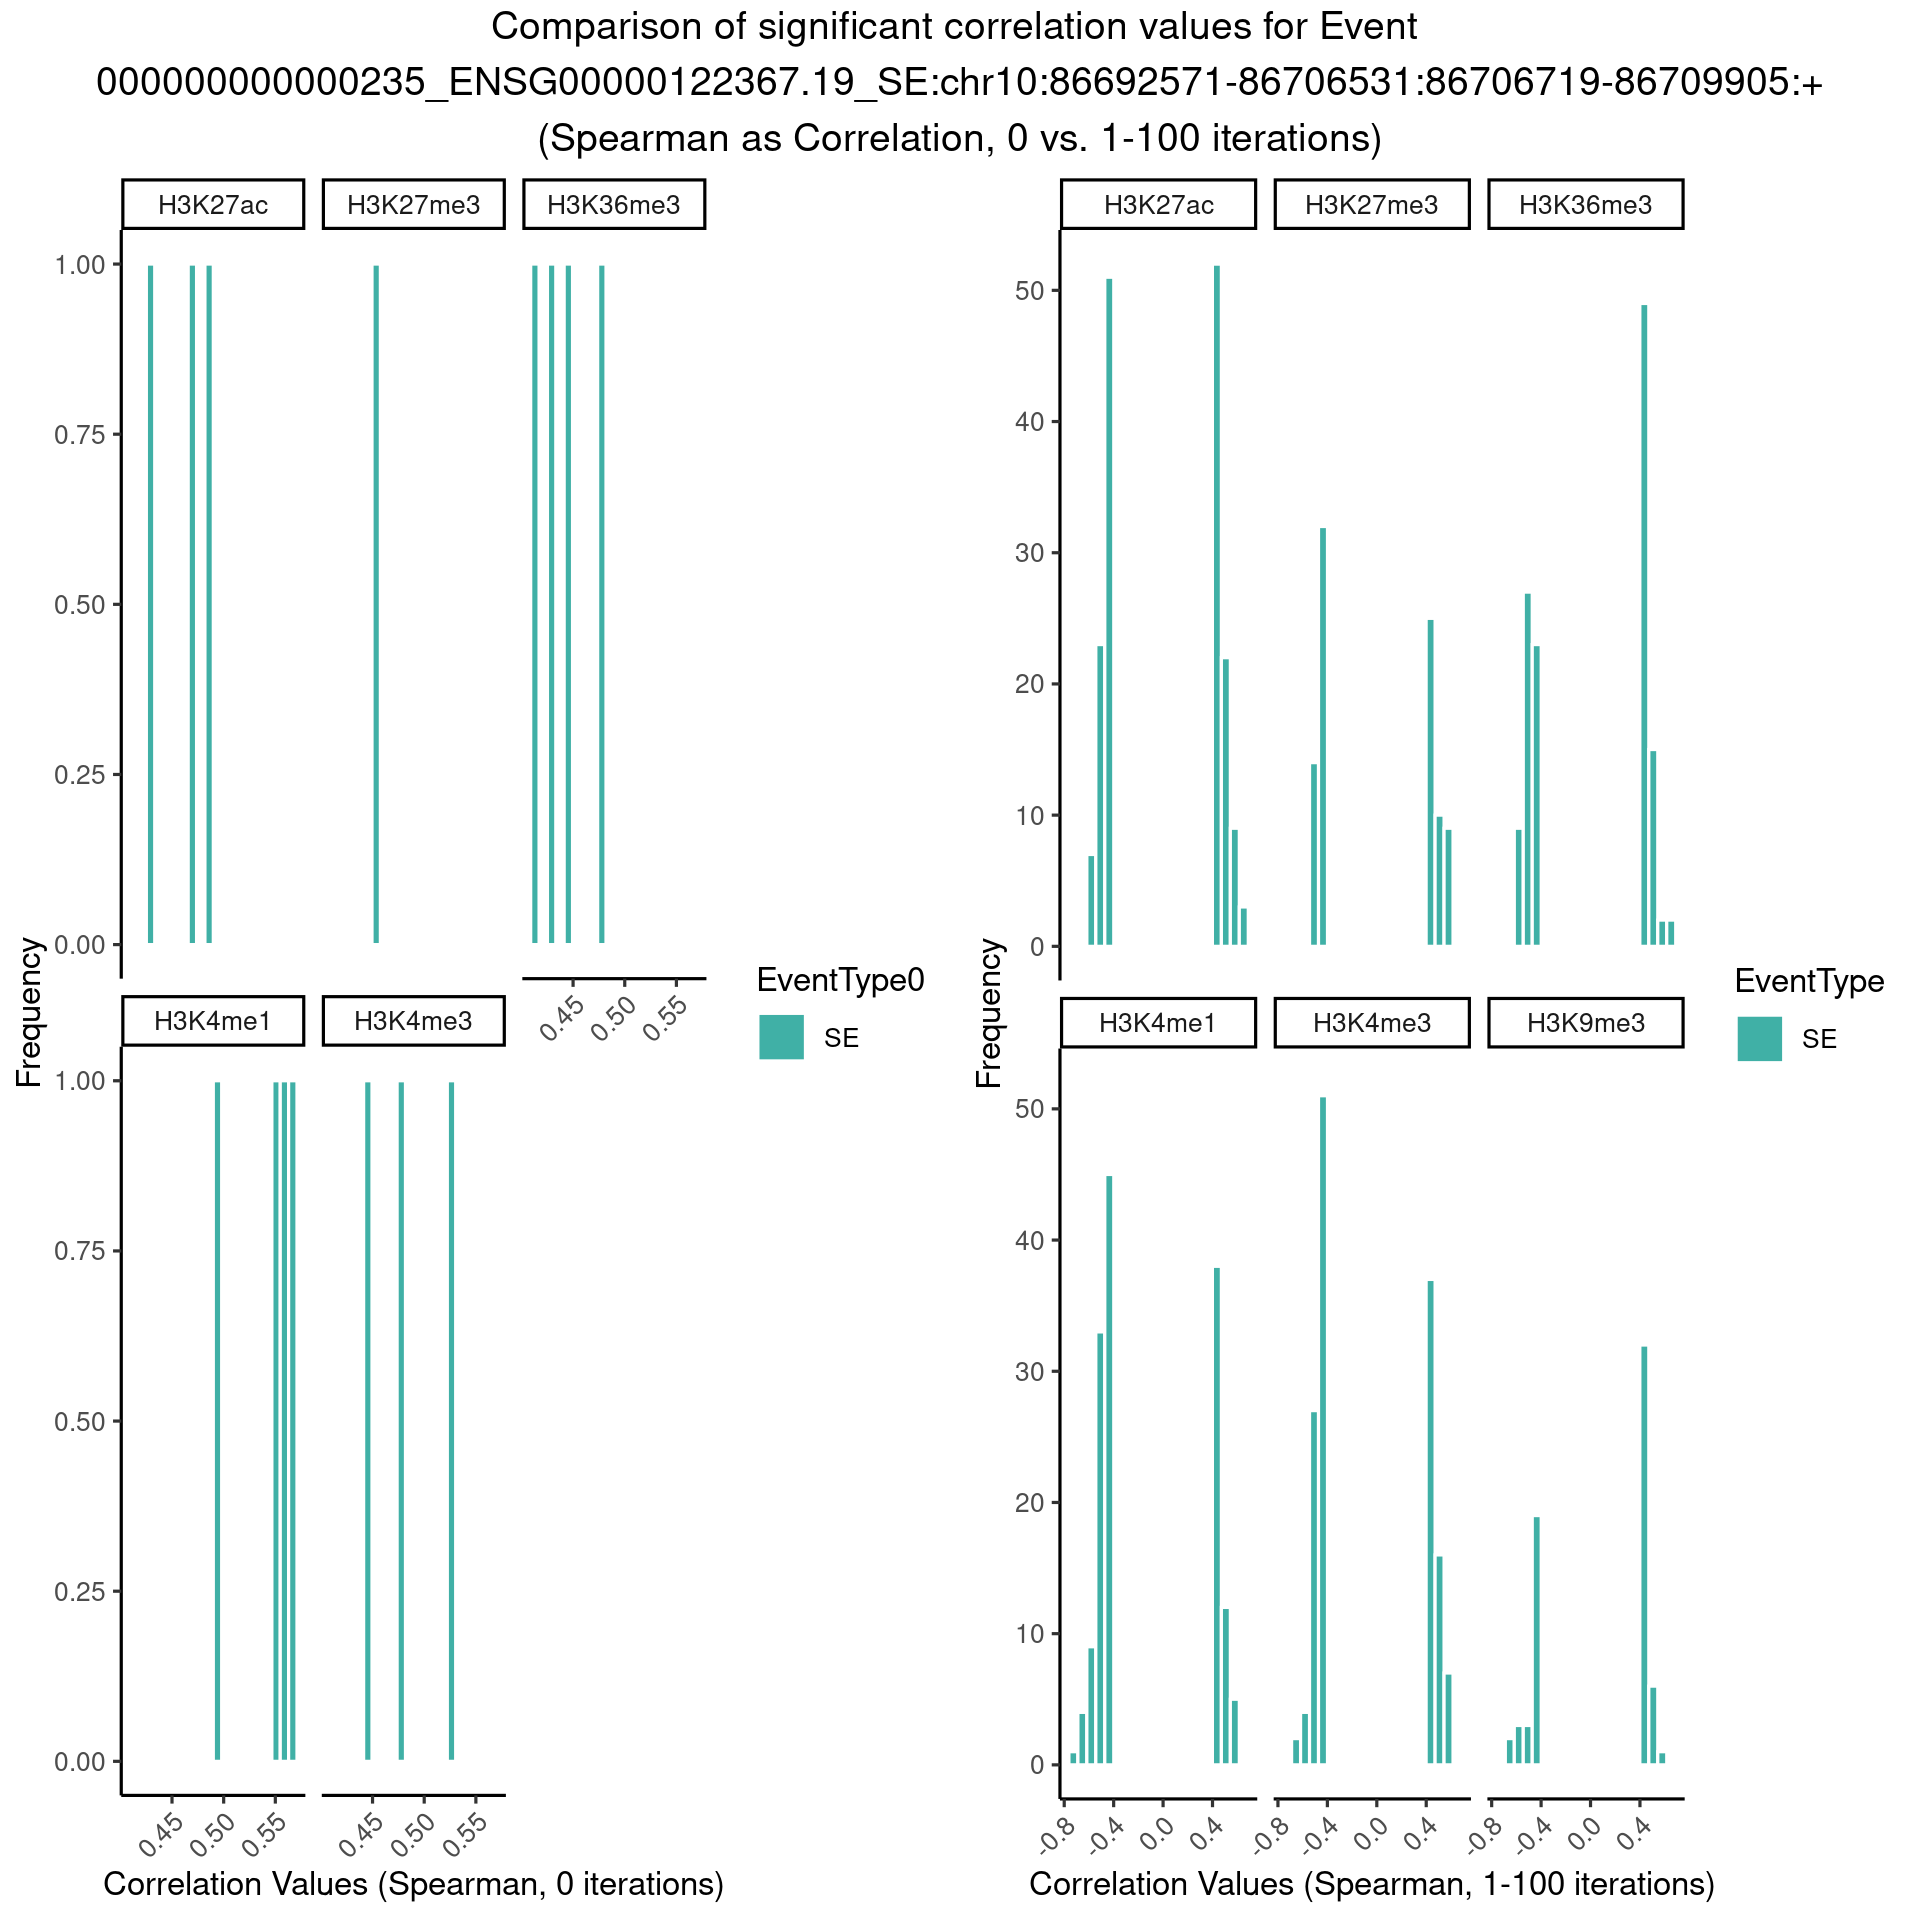 Comparison of significant correlation values for Event
000000000000235_ENSG00000122367.19_SE:chr10:86692571-86706531:86706719-86709905:+
(Spearman as Correlation, 0 vs. 1-100 iterations)
H3K27ac H3K27me3 H3K36me3
1.00
0.75
0.50
0.25
0.00
0.45 0.50 0.55
H3K4me1 H3K4me3
1.00
0.75
0.50
0.25
0.00
0.45 0.50 0.55 0.45 0.50 0.55
Frequency
Correlation Values (Spearman, 0 iterations)
EventType0
SE
H3K27ac H3K27me3 H3K36me3
50
40
30
20
10
0
H3K4me1 H3K4me3 H3K9me3
50
40
30
20
10
0
-0.8 -0.4 0.0 0.4 -0.8 -0.4 0.0 0.4 -0.8 -0.4 0.0 0.4
Frequency
Correlation Values (Spearman, 1-100 iterations)
EventType
SE